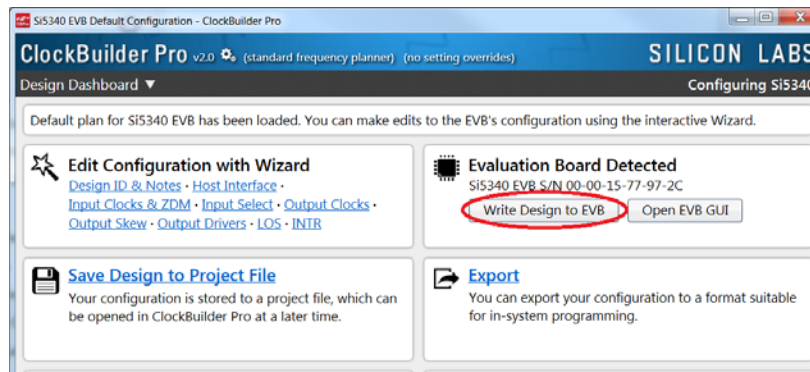 Si5340 EVB Default Configuration - ClockBuilder Pro
ClockBuilder Pro v2.0 (standard frequency planner) (no setting overrides) SILICON LABS
Design Dashboard ▼ Configuring Si5340
Default plan for Si5340 EVB has been loaded. You can make edits to the EVB's configuration using the interactive Wizard.
Edit Configuration with Wizard
Design ID & Notes · Host Interface ·
Input Clocks & ZDM · Input Select · Output Clocks ·
Output Skew · Output Drivers · LOS · INTR
Evaluation Board Detected
Si5340 EVB S/N 00-00-15-77-97-2C
Write Design to EVB Open EVB GUI
Save Design to Project File
Your configuration is stored to a project file, which can
be opened in ClockBuilder Pro at a later time.
Export
You can export your configuration to a format suitable
for in-system programming.